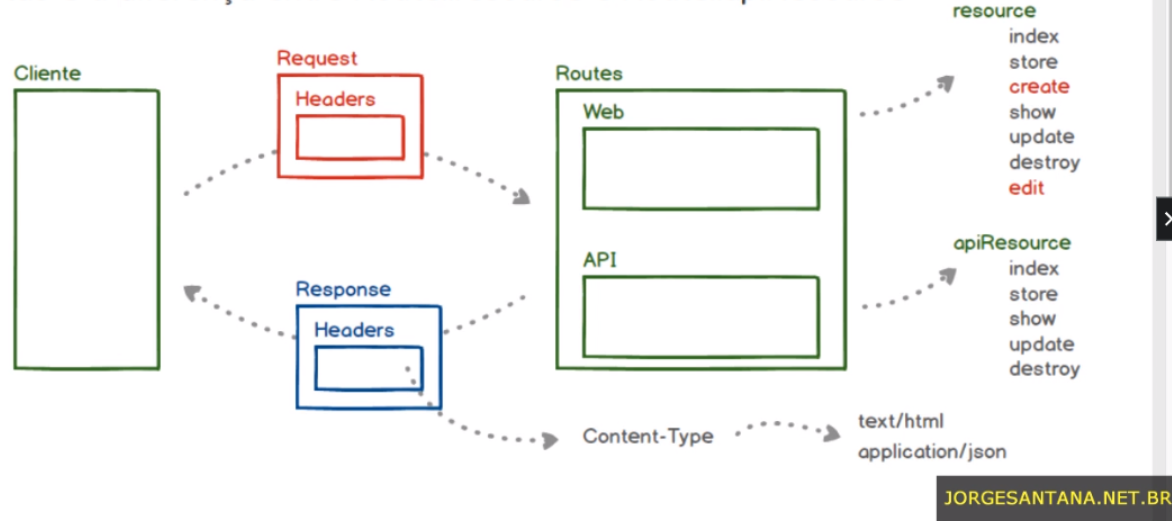 Cliente
Request
Headers
Response
Headers
Routes
Web
API
Content-Type
text/html
application/json
resource
index
store
create
show
update
destroy
edit
apiResource
index
store
show
update
destroy
JORGESANTANA.NET.BR